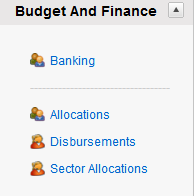 Budget And Finance
Banking
Allocations
Disbursements
Sector Allocations